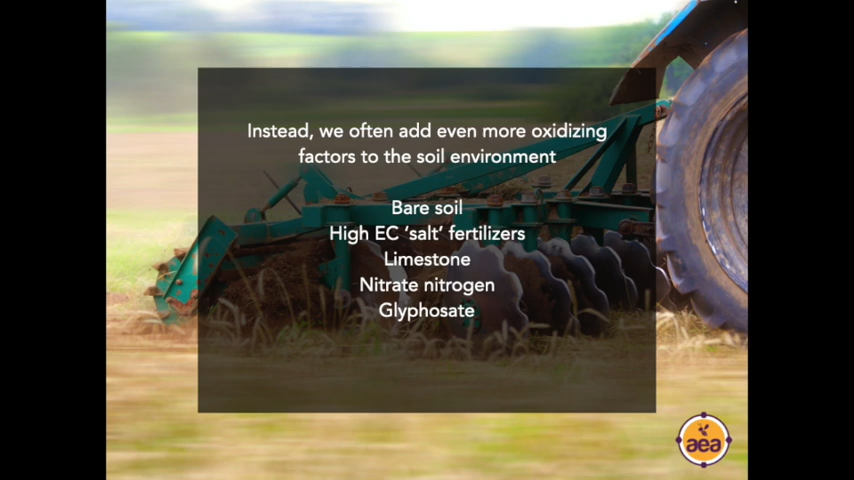 Instead, we often add even more oxidizing
factors to the soil environment
Bare soil
High EC ‘salt’ fertilizers
Limestone
Nitrate nitrogen
Glyphosate
aea